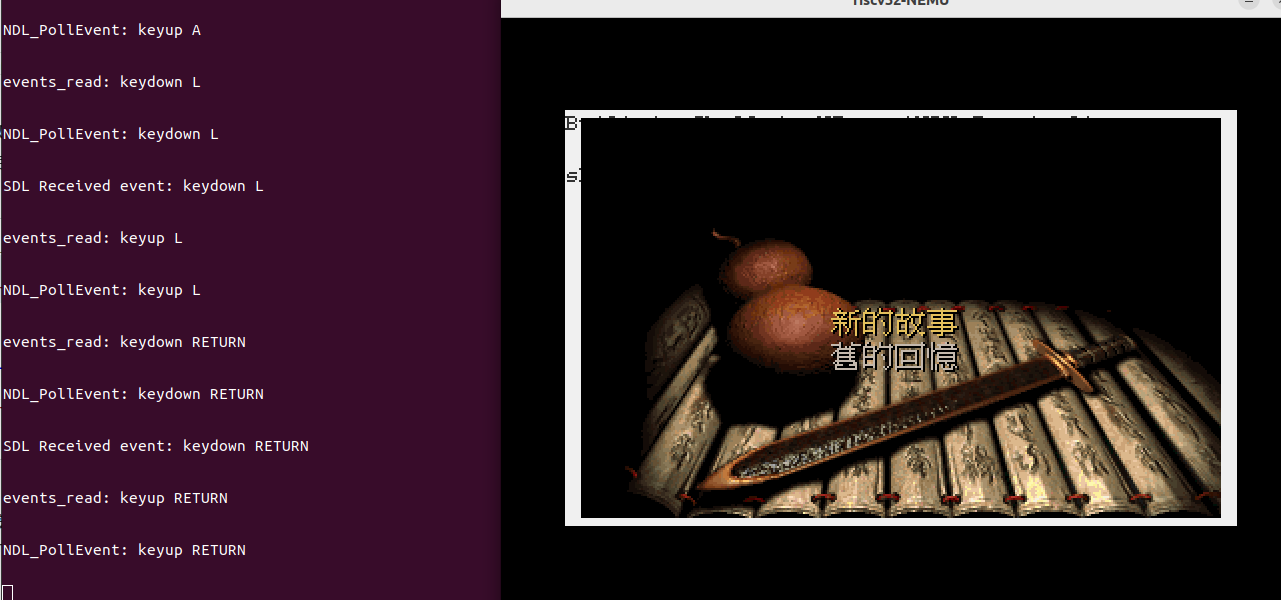 NDL_PollEvent: keyup A
events_read: keydown L
NDL_PollEvent: keydown L
SDL Received event: keydown L
events_read: keyup L
NDL_PollEvent: keyup L
events_read: keydown RETURN
NDL_PollEvent: keydown RETURN
SDL Received event: keydown RETURN
events_read: keyup RETURN
NDL_PollEvent: keyup RETURN
riscv32-NEMU
新的故事
舊的回憶